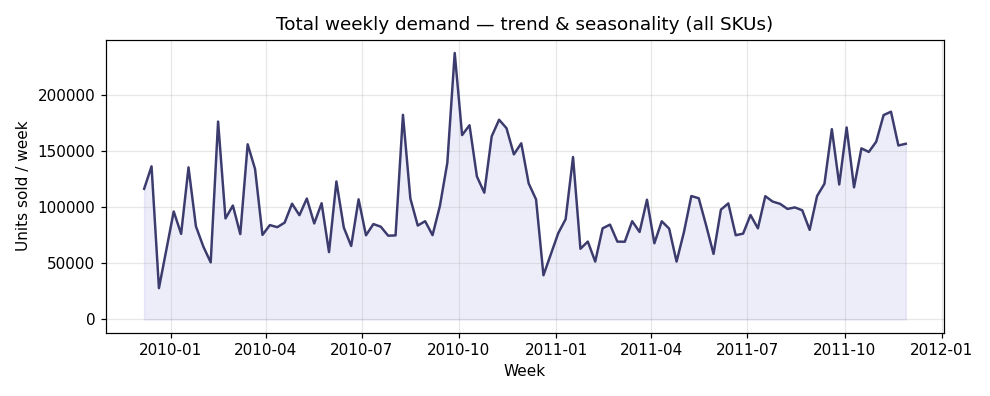 Total weekly demand — trend & seasonality (all SKUs)
Units sold / week
200000
150000
100000
50000
0
2010-01 2010-04 2010-07 2010-10 2011-01 2011-04 2011-07 2011-10 2012-01
Week